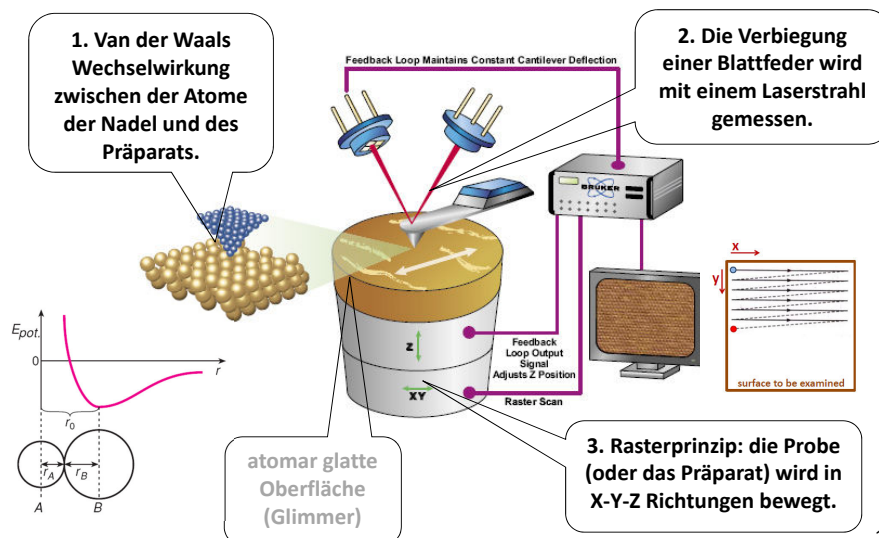 1. Van der Waals
Wechselwirkung
zwischen der Atome
der Nadel und des
Präparats.
Feedback Loop Maintains Constant Cantilever Deflection
2. Die Verbiegung
einer Blattfeder wird
mit einem Laserstrahl
gemessen.
BRUKER
x
y
surface to be examined
Z
Feedback
Loop Output
Signal
Adjusts Z Position
XY
Raster Scan
E pot.
0
r
r0
rA
rB
A
B
atomar glatte
Oberfläche
(Glimmer)
3. Rasterprinzip: die Probe
(oder das Präparat) wird in
X-Y-Z Richtungen bewegt.